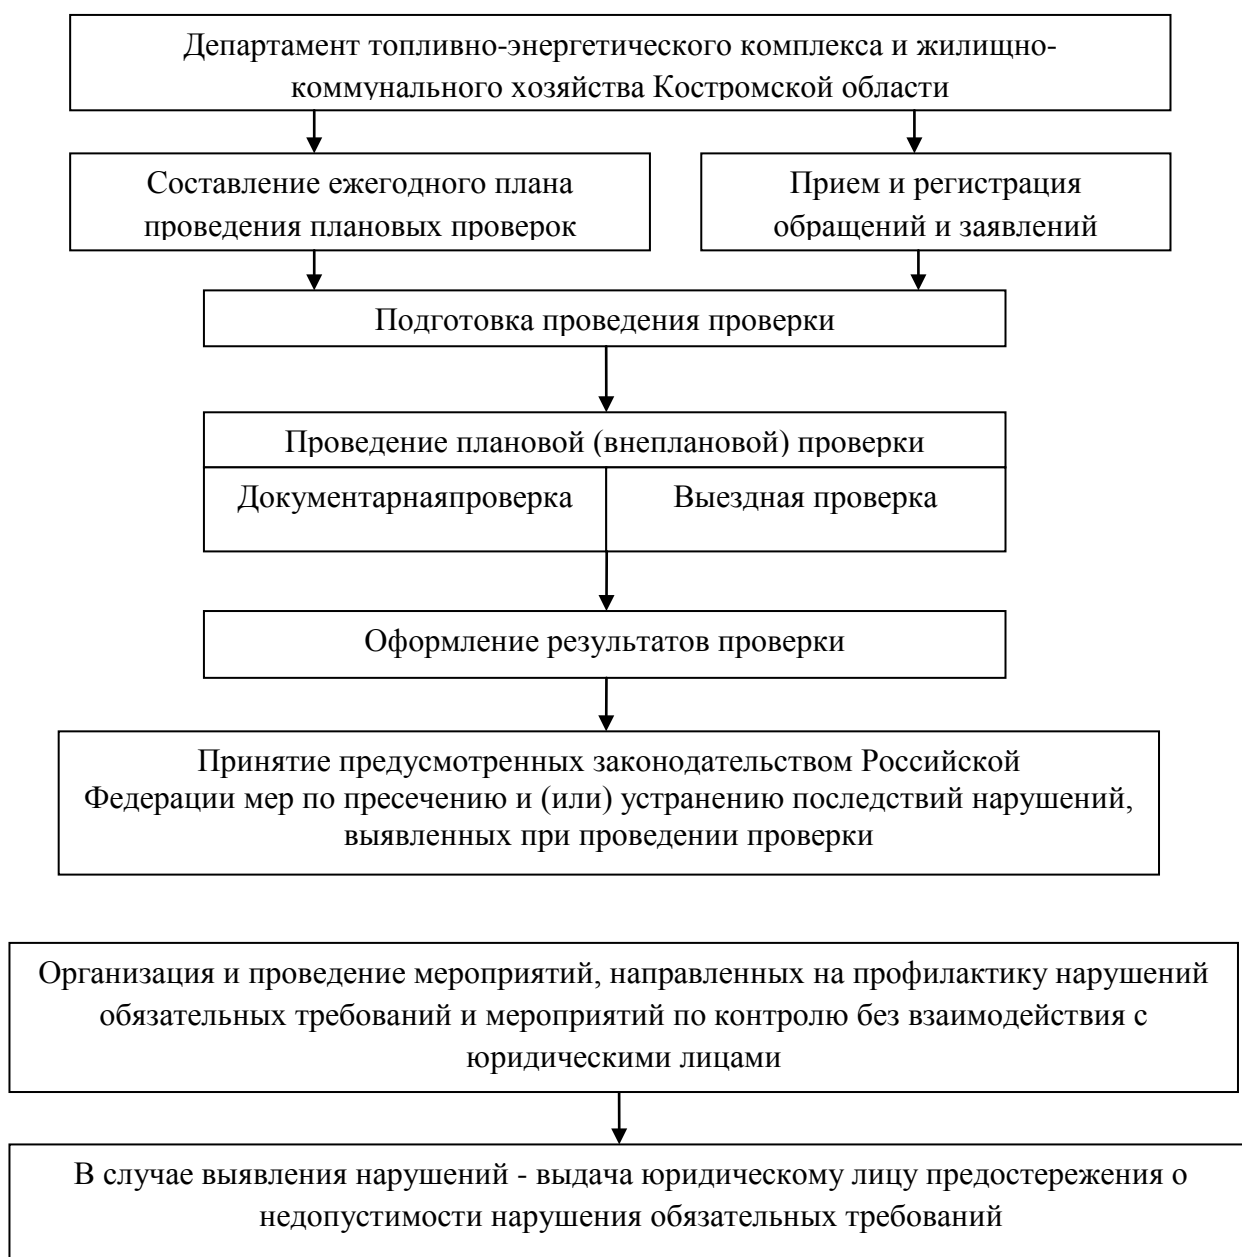 Департамент топливно-энергетического комплекса и жилищно-
коммунального хозяйства Костромской области
Составление ежегодного плана
проведения плановых проверок
Прием и регистрация
обращений и заявлений
Подготовка проведения проверки
Проведение плановой (внеплановой) проверки
Документарнаяпроверка
Выездная проверка
Оформление результатов проверки
Принятие предусмотренных законодательством Российской
Федерации мер по пресечению и (или) устранению последствий нарушений,
выявленных при проведении проверки
Организация и проведение мероприятий, направленных на профилактику нарушений
обязательных требований и мероприятий по контролю без взаимодействия с
юридическими лицами
В случае выявления нарушений - выдача юридическому лицу предостережения о
недопустимости нарушения обязательных требований